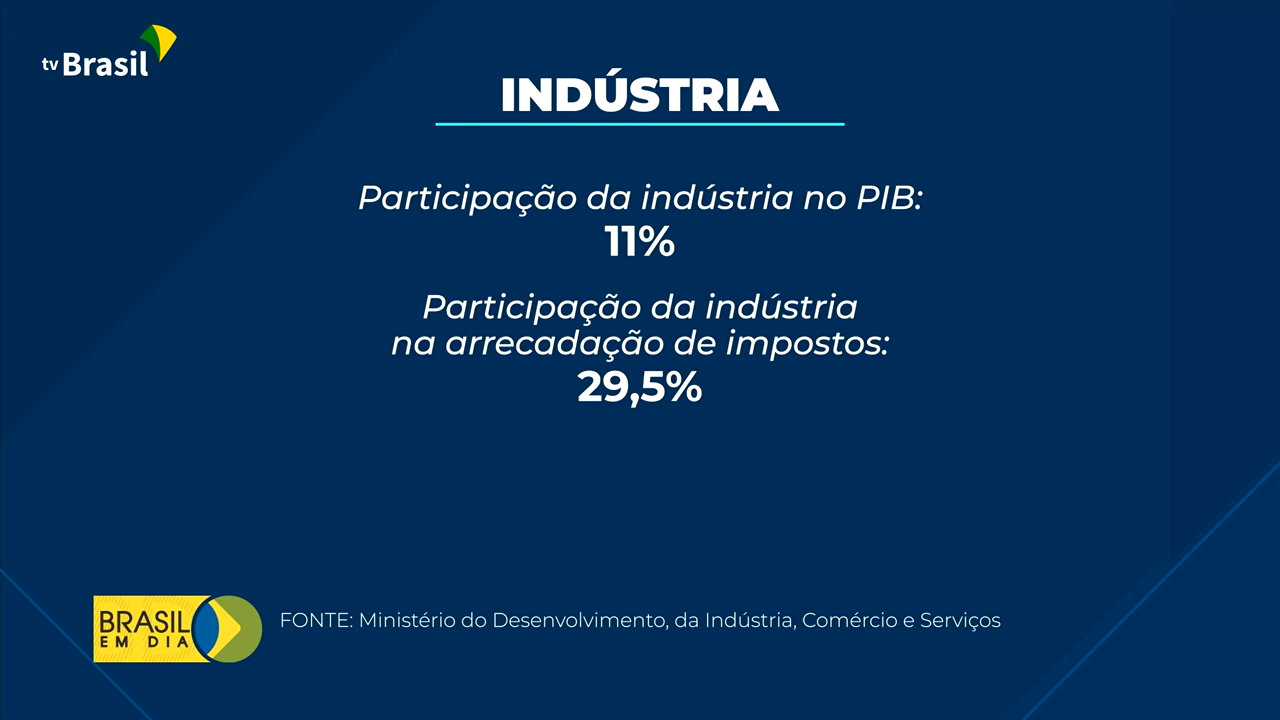 tv Brasil
INDÚSTRIA
Participação da indústria no PIB:
11%
Participação da indústria
na arrecadação de impostos:
29,5%
BRASIL
EM DIA
FONTE: Ministério do Desenvolvimento, da Indústria, Comércio e Serviços